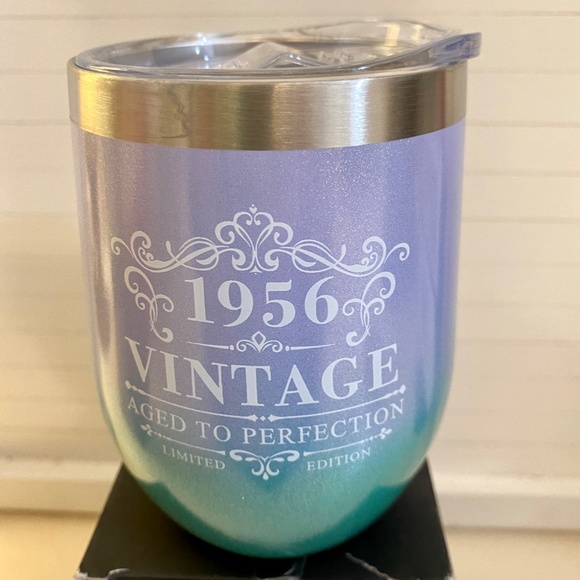 1956
VINTAGE
AGED TO PERFECTION
LIMITED EDITION